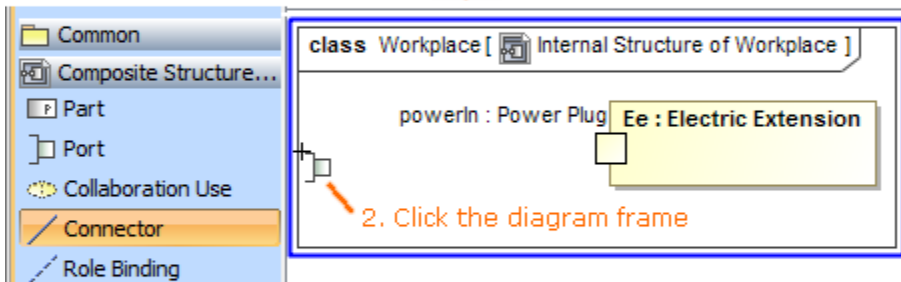 Common
Composite Structure...
Part
Port
Collaboration Use
Connector
Role Binding
class Workplace [ Internal Structure of Workplace ]
powerIn : Power Plug
Ee : Electric Extension
2. Click the diagram frame